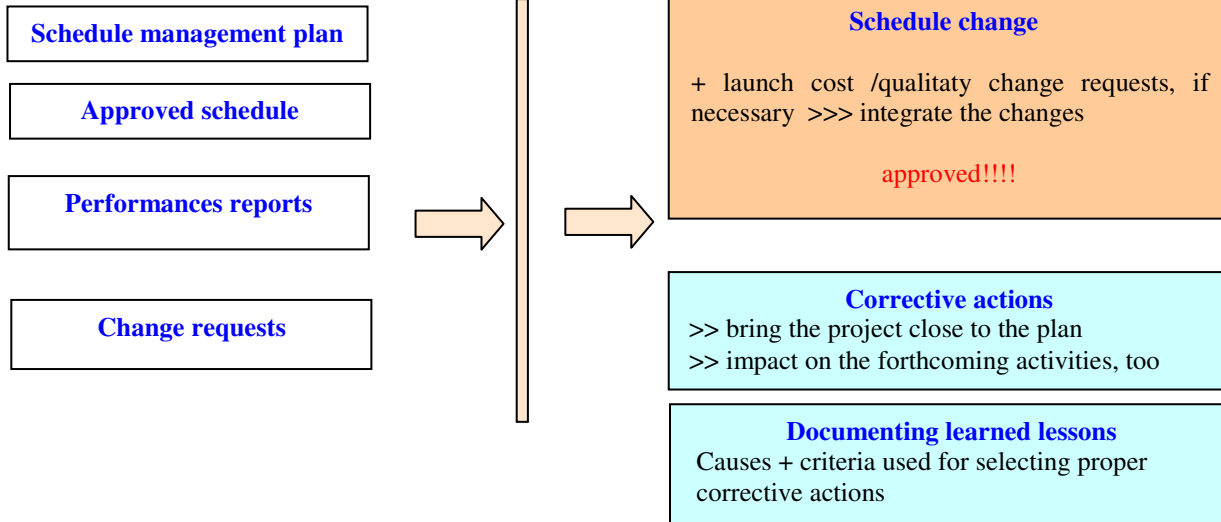 Schedule management plan
Approved schedule
Performances reports
Change requests
Schedule change
+ launch cost /qualitaty change requests, if
necessary >>> integrate the changes
approved!!!!
Corrective actions
>> bring the project close to the plan
>> impact on the forthcoming activities, too
Documenting learned lessons
Causes + criteria used for selecting proper
corrective actions